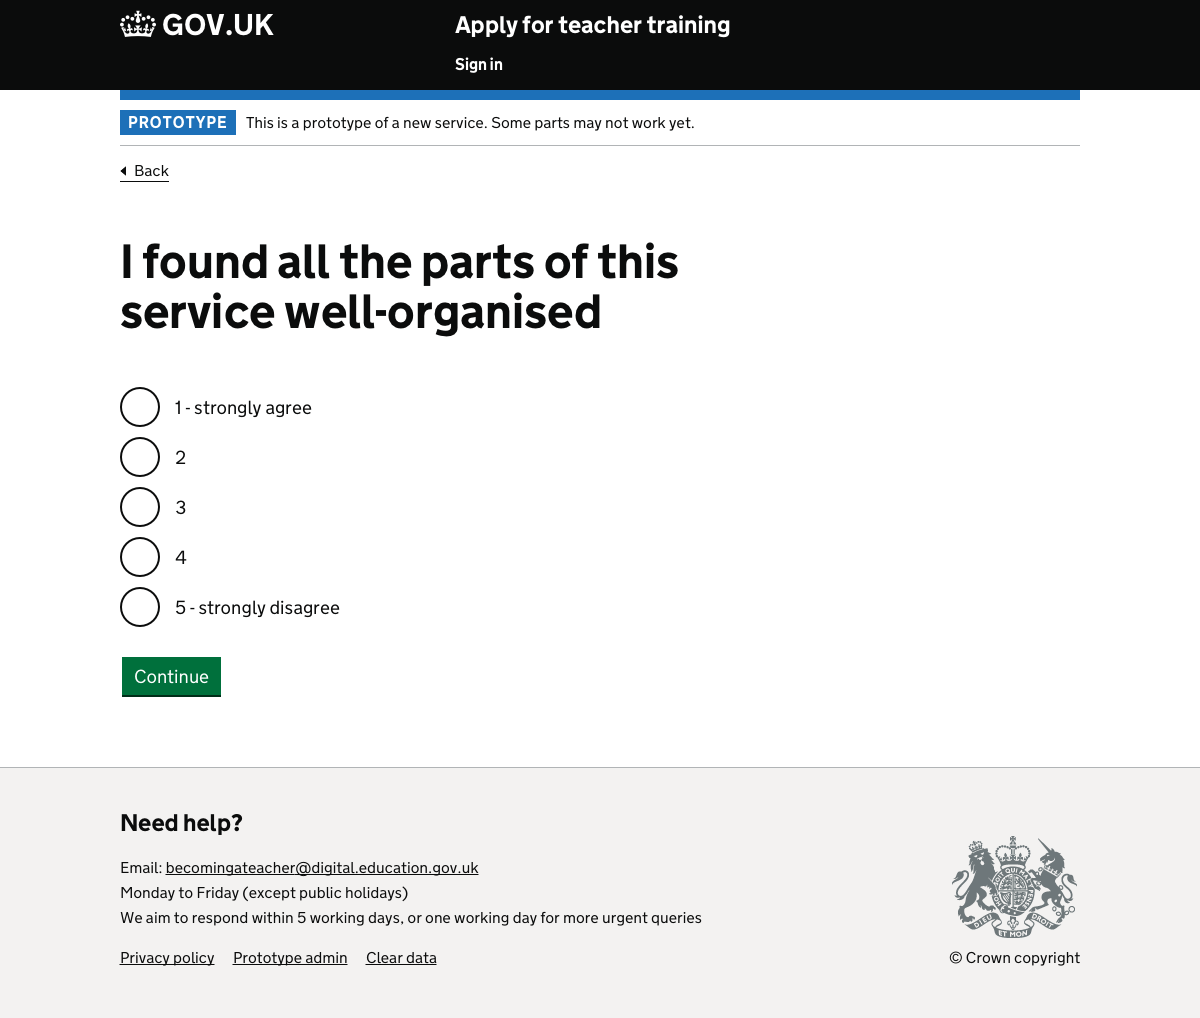 GOV.UK
Apply for teacher training
Sign in
PROTOTYPE This is a prototype of a new service. Some parts may not work yet.
Back
I found all the parts of this
service well-organised
1 - strongly agree
2
3
4
5 - strongly disagree
Continue
Need help?
Email: becomingateacher@digital.education.gov.uk
Monday to Friday (except public holidays)
We aim to respond within 5 working days, or one working day for more urgent queries
Privacy policy Prototype admin Clear data
DIEU ET MON DROIT
© Crown copyright